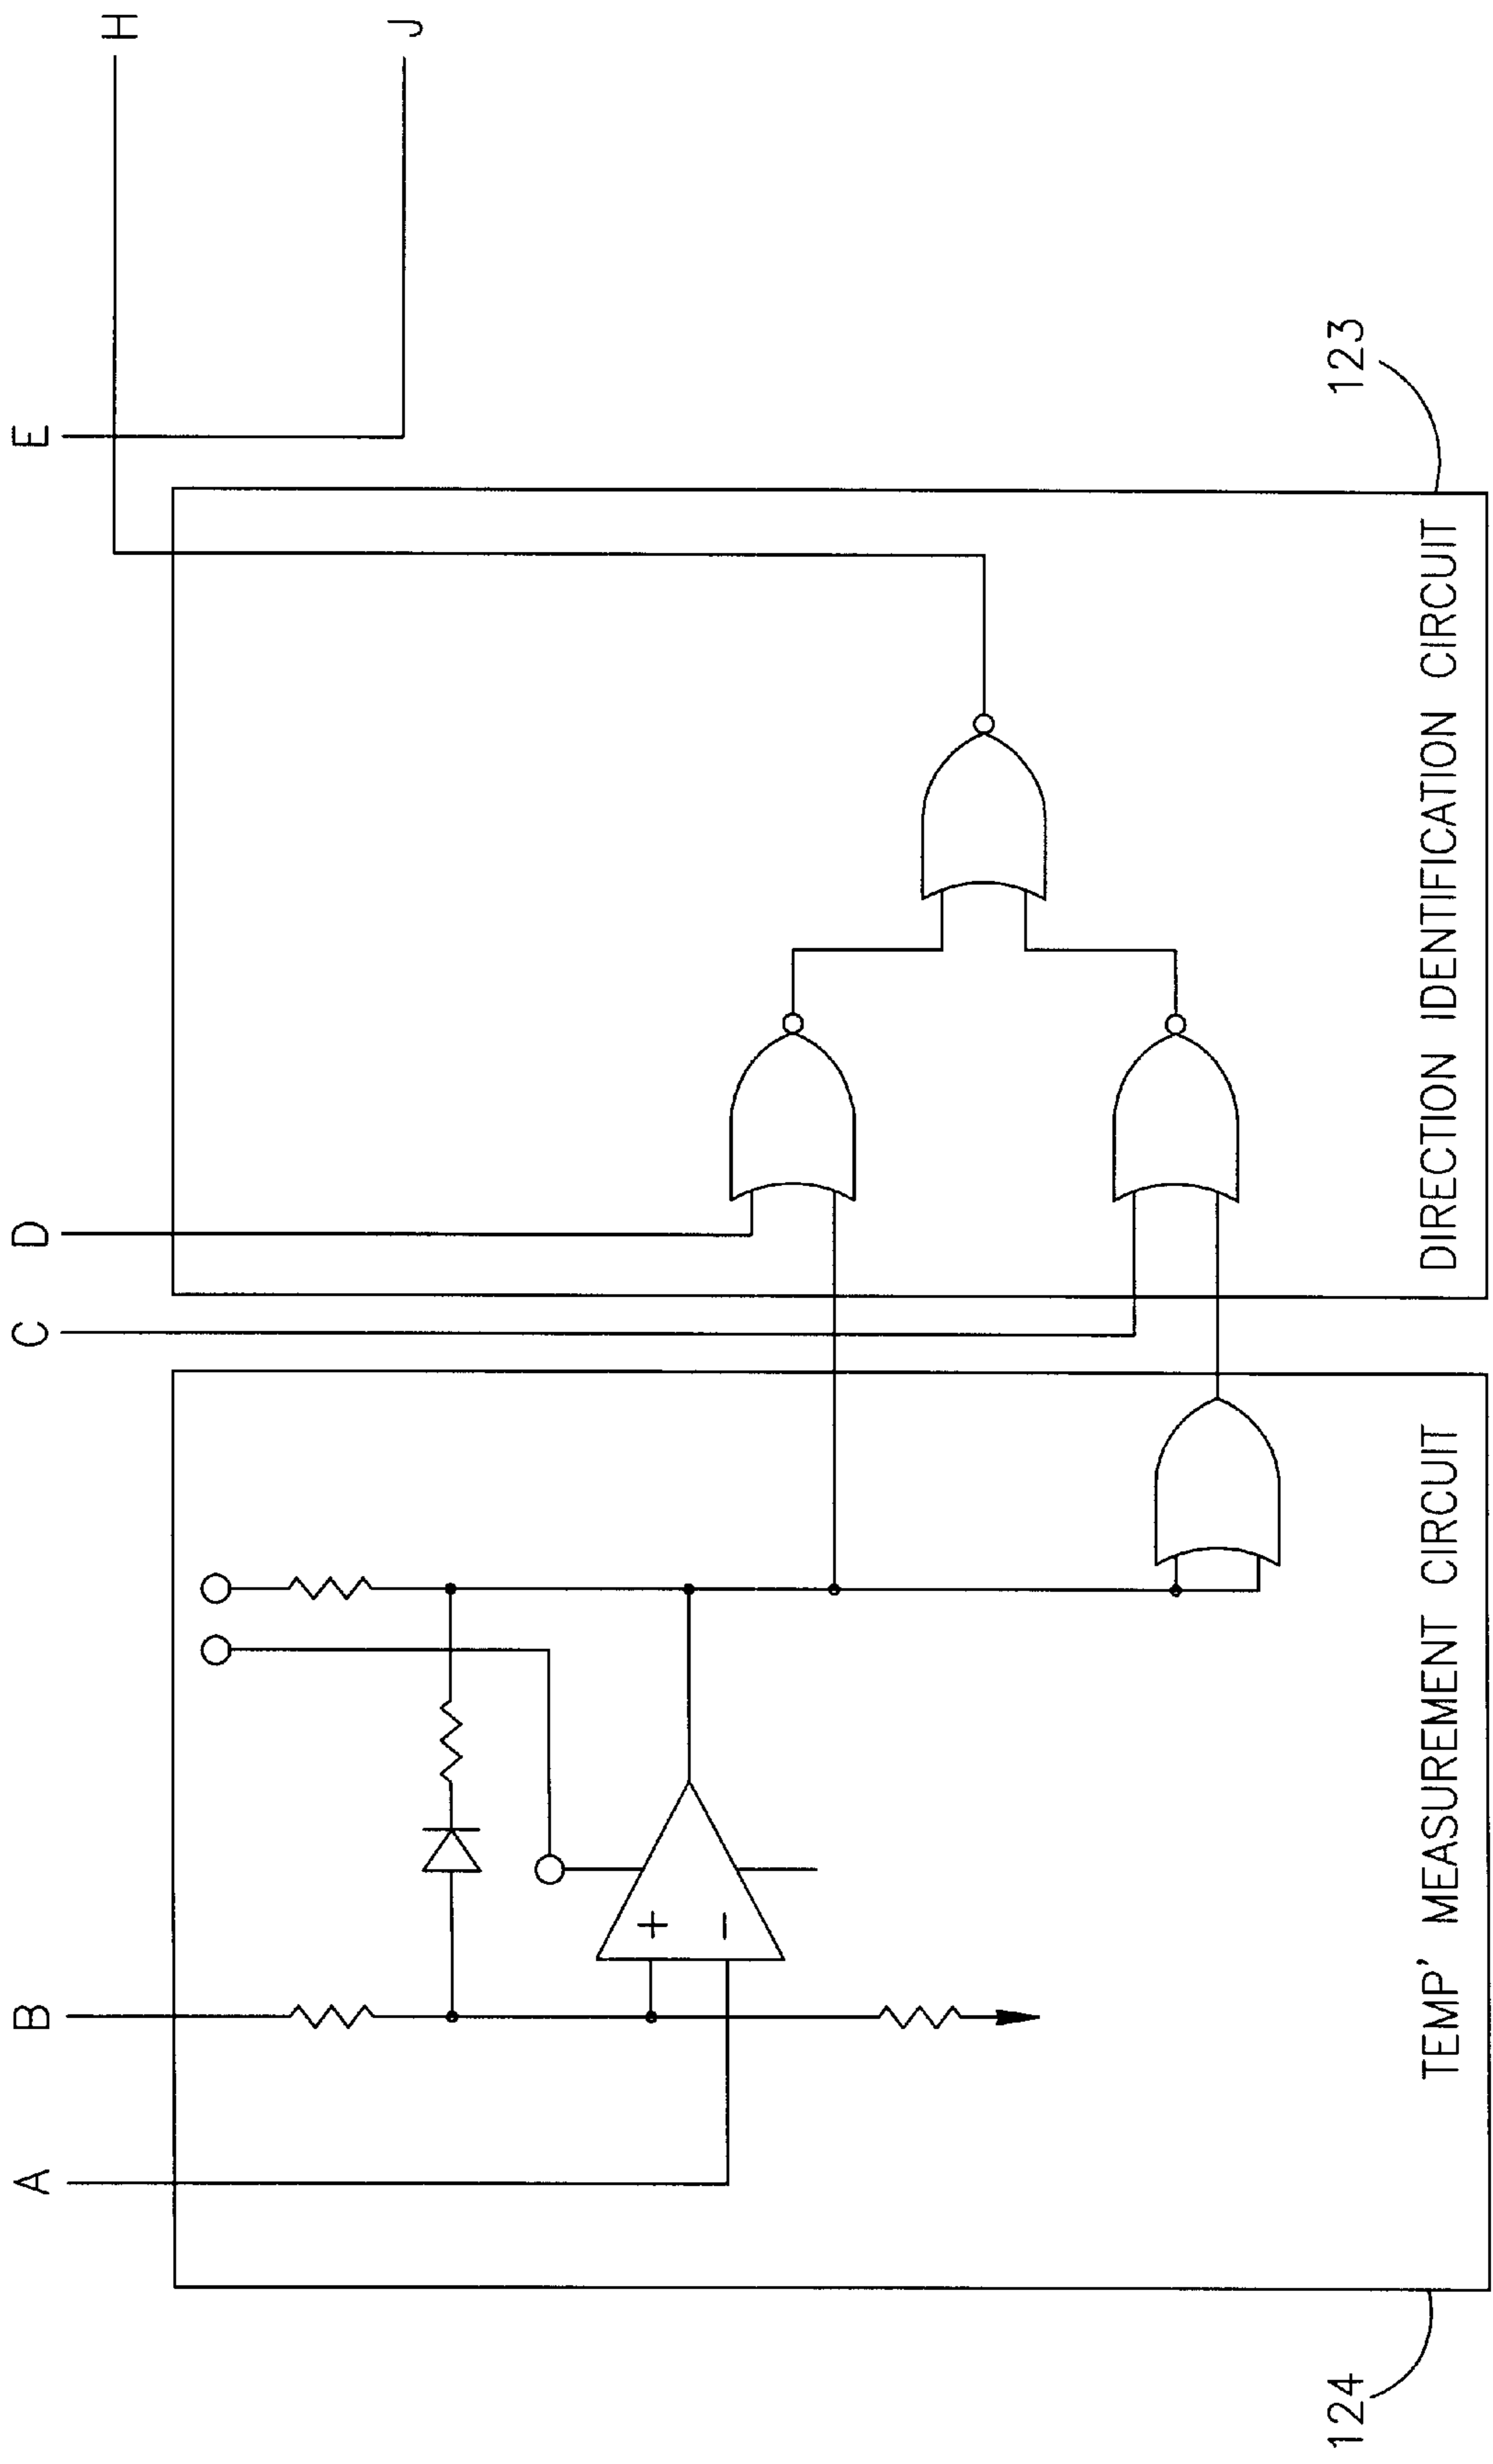 A
B
C
D
E
H
J
+
−
TEMP' MEASUREMENT CIRCUIT
DIRECTION IDENTIFICATION CIRCUIT
124
123